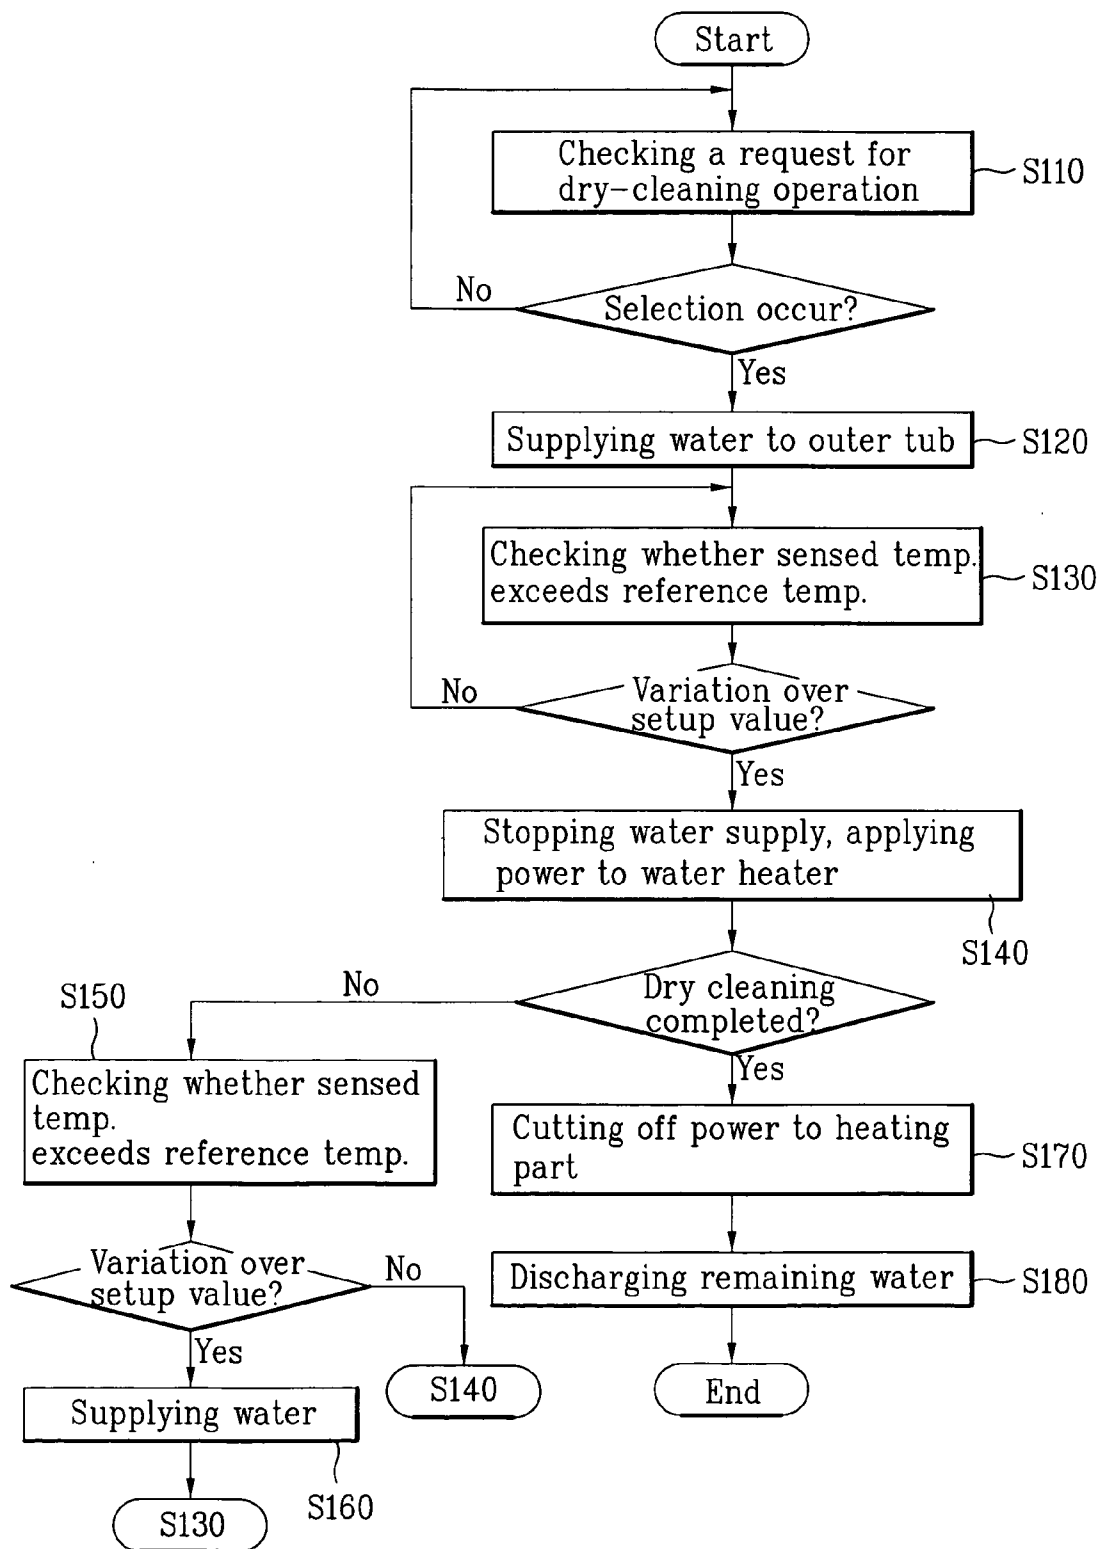 Start
Checking a request for
dry-cleaning operation
S110
No
Selection occur?
Yes
Supplying water to outer tub
S120
Checking whether sensed temp.
exceeds reference temp.
S130
No
Variation over
setup value?
Yes
Stopping water supply, applying
power to water heater
S140
No
Dry cleaning
completed?
Yes
S150
Checking whether sensed
temp.
exceeds reference temp.
Cutting off power to heating
part
S170
Variation over
setup value?
No
Discharging remaining water
S180
Yes
S140
End
Supplying water
S160
S130